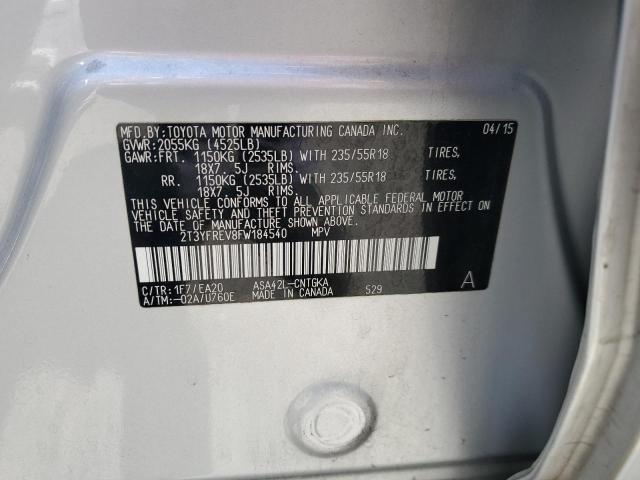 MFD.BY:TOYOTA MOTOR MANUFACTURING CANADA INC. 04/15
GVWR:2055KG (4525LB)
GAWR:FRT. 1150KG (2535LB) WITH 235/55R18 TIRES,
18X7.5J RIMS.
RR. 1150KG (2535LB) WITH 235/55R18 TIRES,
18X7.5J RIMS.
THIS VEHICLE CONFORMS TO ALL APPLICABLE FEDERAL MOTOR
VEHICLE SAFETY AND THEFT PREVENTION STANDARDS IN EFFECT ON
THE DATE OF MANUFACTURE SHOWN ABOVE.
2T3YFREV8FW184540 MPV
C/TR:1F7/EA20 ASA42L-CNTGKA
A/TM:-02A/U760E MADE IN CANADA 529 A